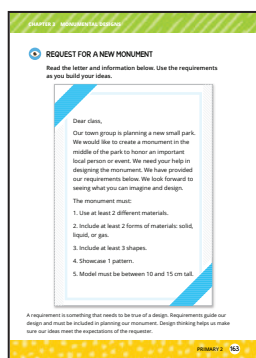 CHAPTER 3 MONUMENTAL DESIGNS
REQUEST FOR A NEW MONUMENT
Read the letter and information below. Use the requirements
as you build your ideas.
Dear class,
Our town group is planning a new small park.
We would like to create a monument in the
middle of the park to honor an important
local person or event. We need your help in
designing the monument. We have provided
our requirements below. We look forward to
seeing what you can imagine and design.
The monument must:
1. Use at least 2 different materials.
2. Include at least 2 forms of materials: solid,
liquid, or gas.
3. Include at least 3 shapes.
4. Showcase 1 pattern.
5. Model must be between 10 and 15 cm tall.
A requirement is something that needs to be true of a design. Requirements guide our
design and must be included in planning our monument. Design thinking helps us make
sure our ideas meet the expectations of the requester.
PRIMARY 2 163